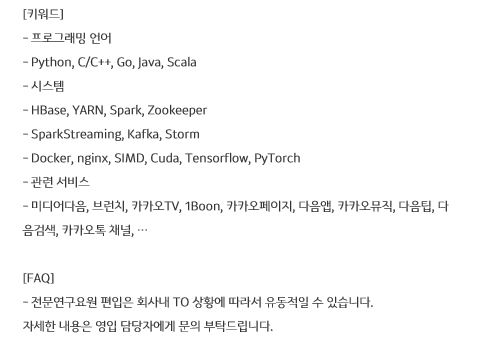 [키워드]
- 프로그래밍 언어
- Python, C/C++, Go, Java, Scala
- 시스템
- HBase, YARN, Spark, Zookeeper
- SparkStreaming, Kafka, Storm
- Docker, nginx, SIMD, Cuda, Tensorflow, PyTorch
- 관련 서비스
- 미디어다음, 브런치, 카카오TV, 1Boon, 카카오페이지, 다음앱, 카카오뮤직, 다음팁, 다
음검색, 카카오톡 채널, …
[FAQ]
- 전문연구요원 편입은 회사내 TO 상황에 따라서 유동적일 수 있습니다.
자세한 내용은 영입 담당자에게 문의 부탁드립니다.